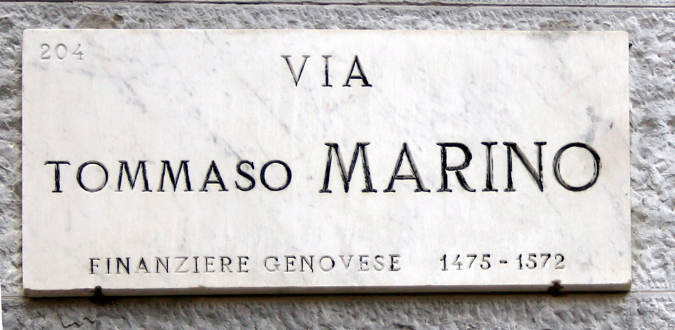 204
VIA
TOMMASO MARINO
FINANZIERE GENOVESE 1475-1572